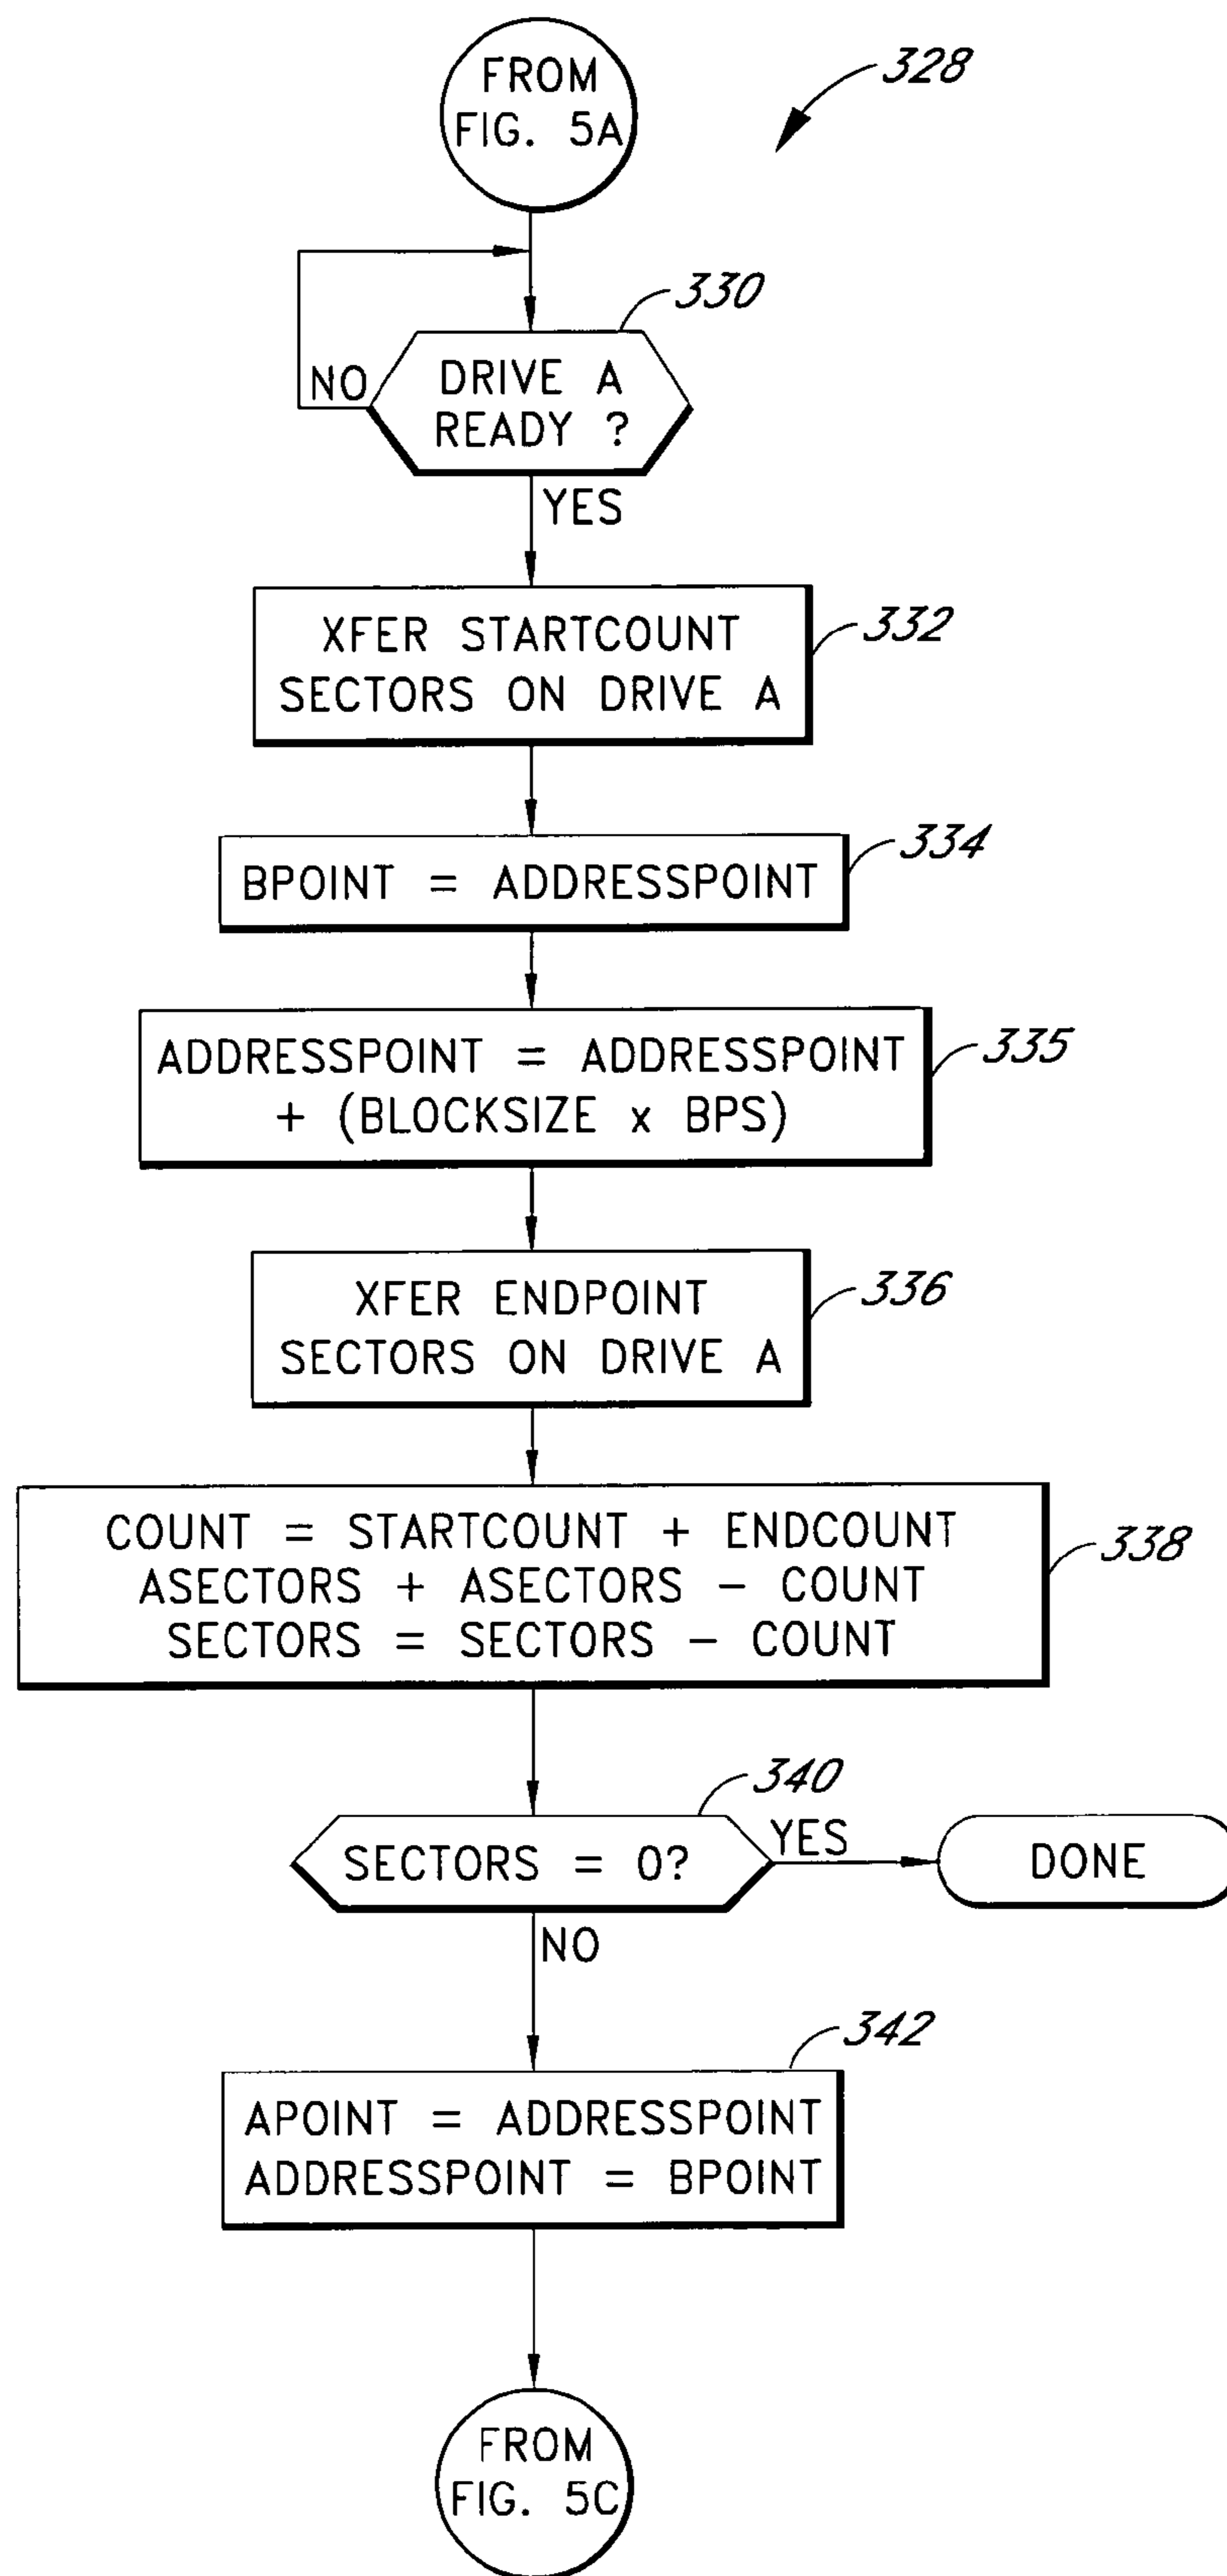 FROM
FIG. 5A
328
330
DRIVE A
READY ?
NO
YES
XFER STARTCOUNT
SECTORS ON DRIVE A
332
BPOINT = ADDRESSPOINT
334
ADDRESSPOINT = ADDRESSPOINT
+ (BLOCKSIZE x BPS)
335
XFER ENDPOINT
SECTORS ON DRIVE A
336
COUNT = STARTCOUNT + ENDCOUNT
ASECTORS + ASECTORS - COUNT
SECTORS = SECTORS - COUNT
338
340
SECTORS = 0?
YES
DONE
NO
342
APOINT = ADDRESSPOINT
ADDRESSPOINT = BPOINT
FROM
FIG. 5C